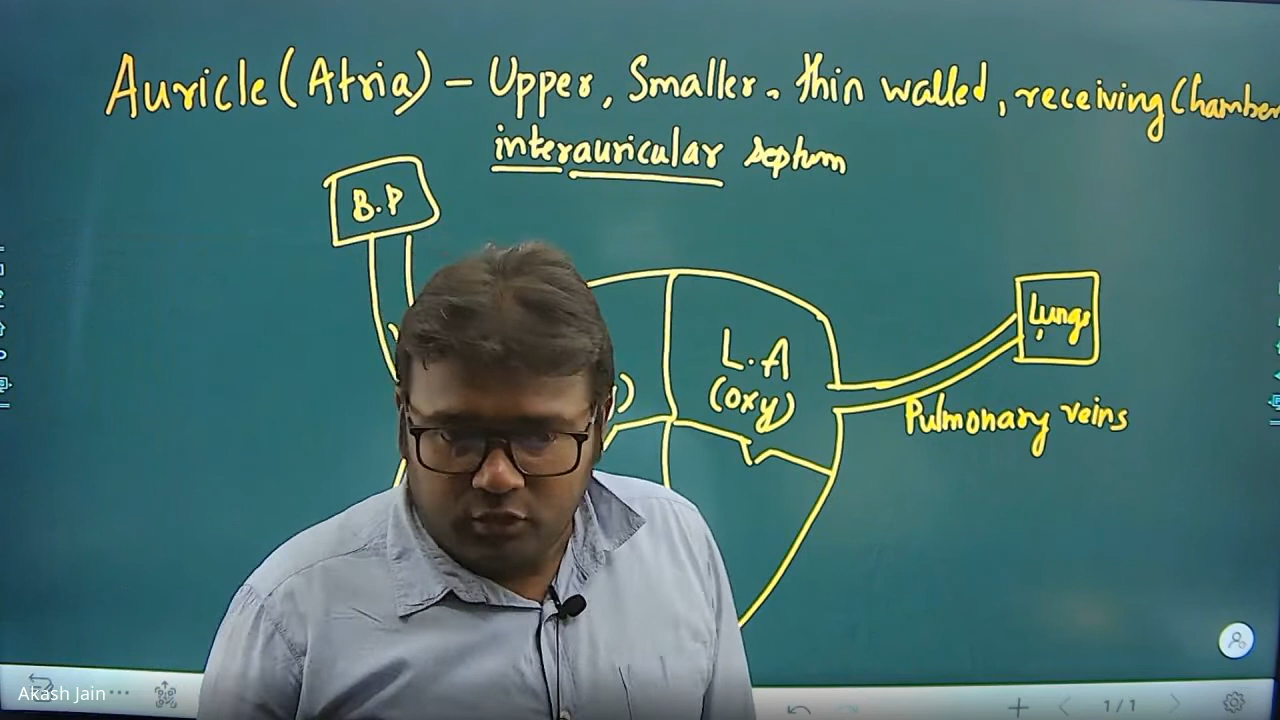 Auricle (Atria) - Upper, Smaller, thin walled, receiving Chamber
interauricular septum
B.P
Lungs
L.A
(oxy)
Pulmonary veins
Akash Jain
1/1